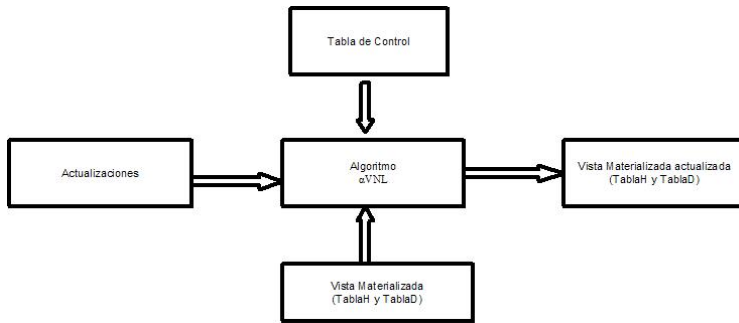 Tabla de Control
Actualizaciones
Algoritmo
αVNL
Vista Materializada actualizada
(TablaH y TablaD)
Vista Materializada
(TablaH y TablaD)